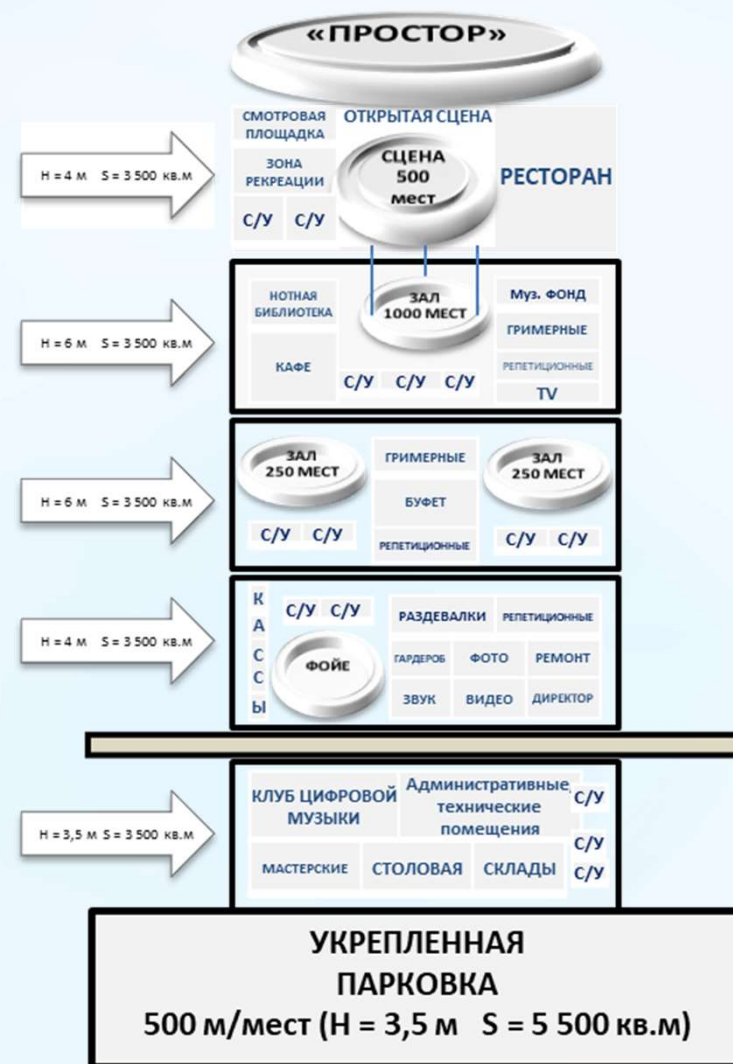 «ПРОСТОР»
H = 4 м S = 3 500 кв.м
СМОТРОВАЯ
ПЛОЩАДКА
ЗОНА
РЕКРЕАЦИИ
С/У С/У
ОТКРЫТАЯ СЦЕНА
СЦЕНА
500
мест
РЕСТОРАН
H = 6 м S = 3 500 кв.м
НОТНАЯ
БИБЛИОТЕКА
КАФЕ
ЗАЛ
1000 МЕСТ
С/У С/У С/У
Муз. ФОНД
ГРИМЕРНЫЕ
РЕПЕТИЦИОННЫЕ
TV
H = 6 м S = 3 500 кв.м
ЗАЛ
250 МЕСТ
С/У С/У
ГРИМЕРНЫЕ
БУФЕТ
РЕПЕТИЦИОННЫЕ
ЗАЛ
250 МЕСТ
С/У С/У
H = 4 м S = 3 500 кв.м
К
А
С
С
Ы
С/У С/У
ФОЙЕ
РАЗДЕВАЛКИ РЕПЕТИЦИОННЫЕ
ГАРДЕРОБ ФОТО РЕМОНТ
ЗВУК ВИДЕО ДИРЕКТОР
H = 3,5 м S = 3 500 кв.м
КЛУБ ЦИФРОВОЙ
МУЗЫКИ
Административные,
технические
помещения
С/У
С/У
С/У
МАСТЕРСКИЕ СТОЛОВАЯ СКЛАДЫ
УКРЕПЛЕННАЯ
ПАРКОВКА
500 м/мест (H = 3,5 м S = 5 500 кв.м)